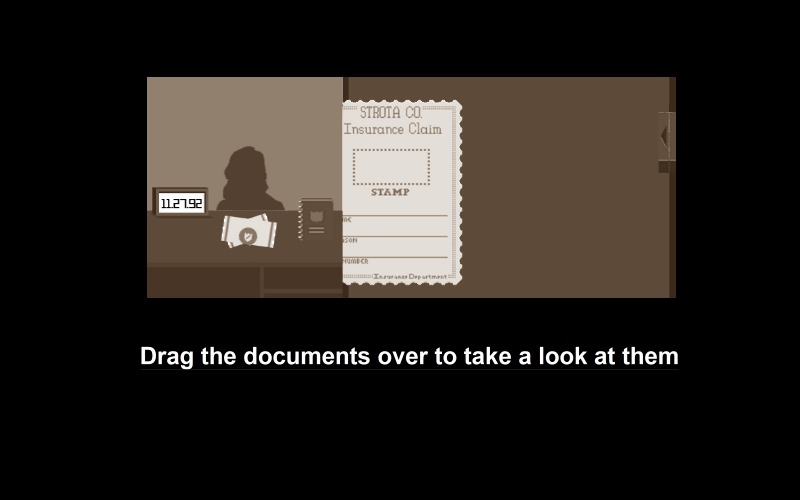 STROTA CO.
Insurance Claim
11.27.92
STAMP
NUMBER
Insurance Department
Drag the documents over to take a look at them